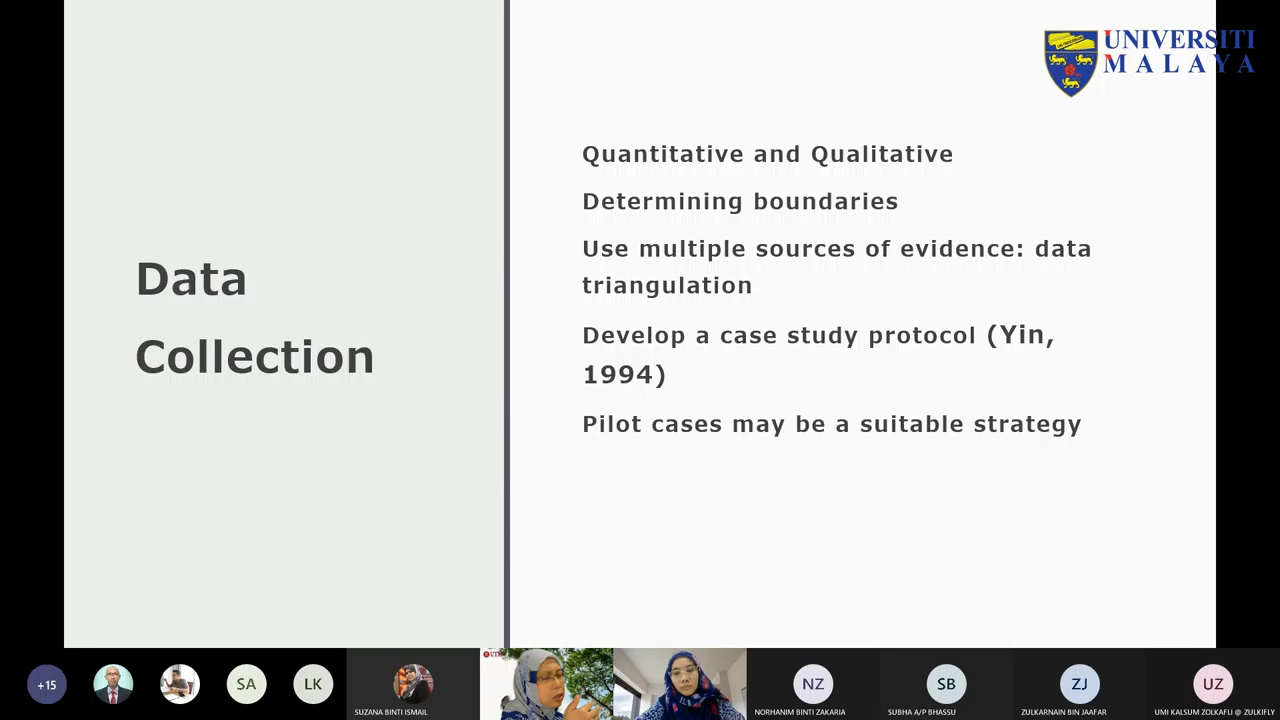 UNIVERSITI
MALAYA
Data
Collection
Quantitative and Qualitative
Determining boundaries
Use multiple sources of evidence: data
triangulation
Develop a case study protocol (Yin,
1994)
Pilot cases may be a suitable strategy
+15
SA
LK
SUZANA BINTI ISMAIL
NZ
NORHANIM BINTI ZAKARIA
SB
SUBHA A/P BHASSU
ZJ
ZULKARNAIN BIN JAAFAR
UZ
UMI KALSUM ZOLKAFLI @ ZULKIFLY